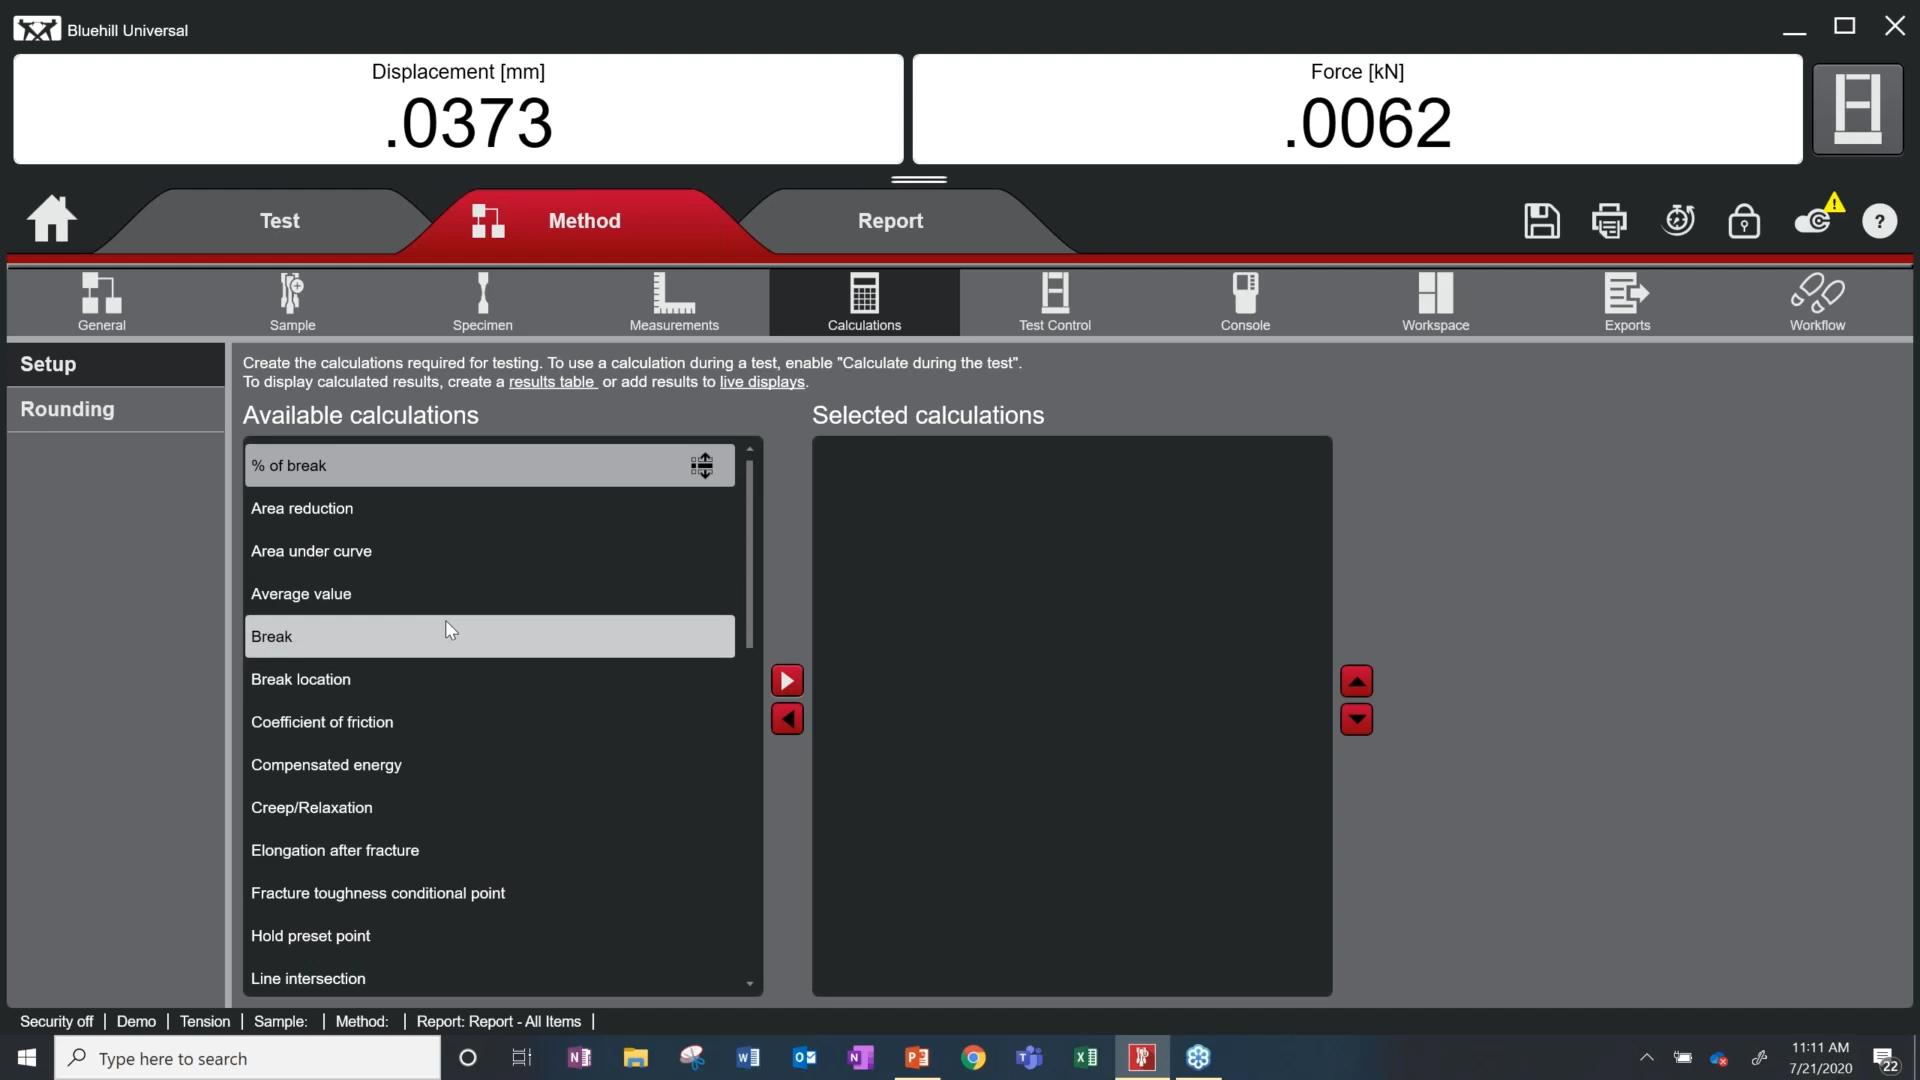 Bluehill Universal
Displacement [mm]
.0373
Force [kN]
.0062
Test
Method
Report
?
General
Sample
Specimen
Measurements
Calculations
Test Control
Console
Workspace
Exports
Workflow
Setup
Rounding
Create the calculations required for testing. To use a calculation during a test, enable "Calculate during the test".
To display calculated results, create a results table or add results to live displays.
Available calculations
Selected calculations
% of break
Area reduction
Area under curve
Average value
Break
Break location
Coefficient of friction
Compensated energy
Creep/Relaxation
Elongation after fracture
Fracture toughness conditional point
Hold preset point
Line intersection
Security off | Demo | Tension | Sample: | Method: | Report: Report - All Items |
Type here to search
11:11 AM
7/21/2020
22